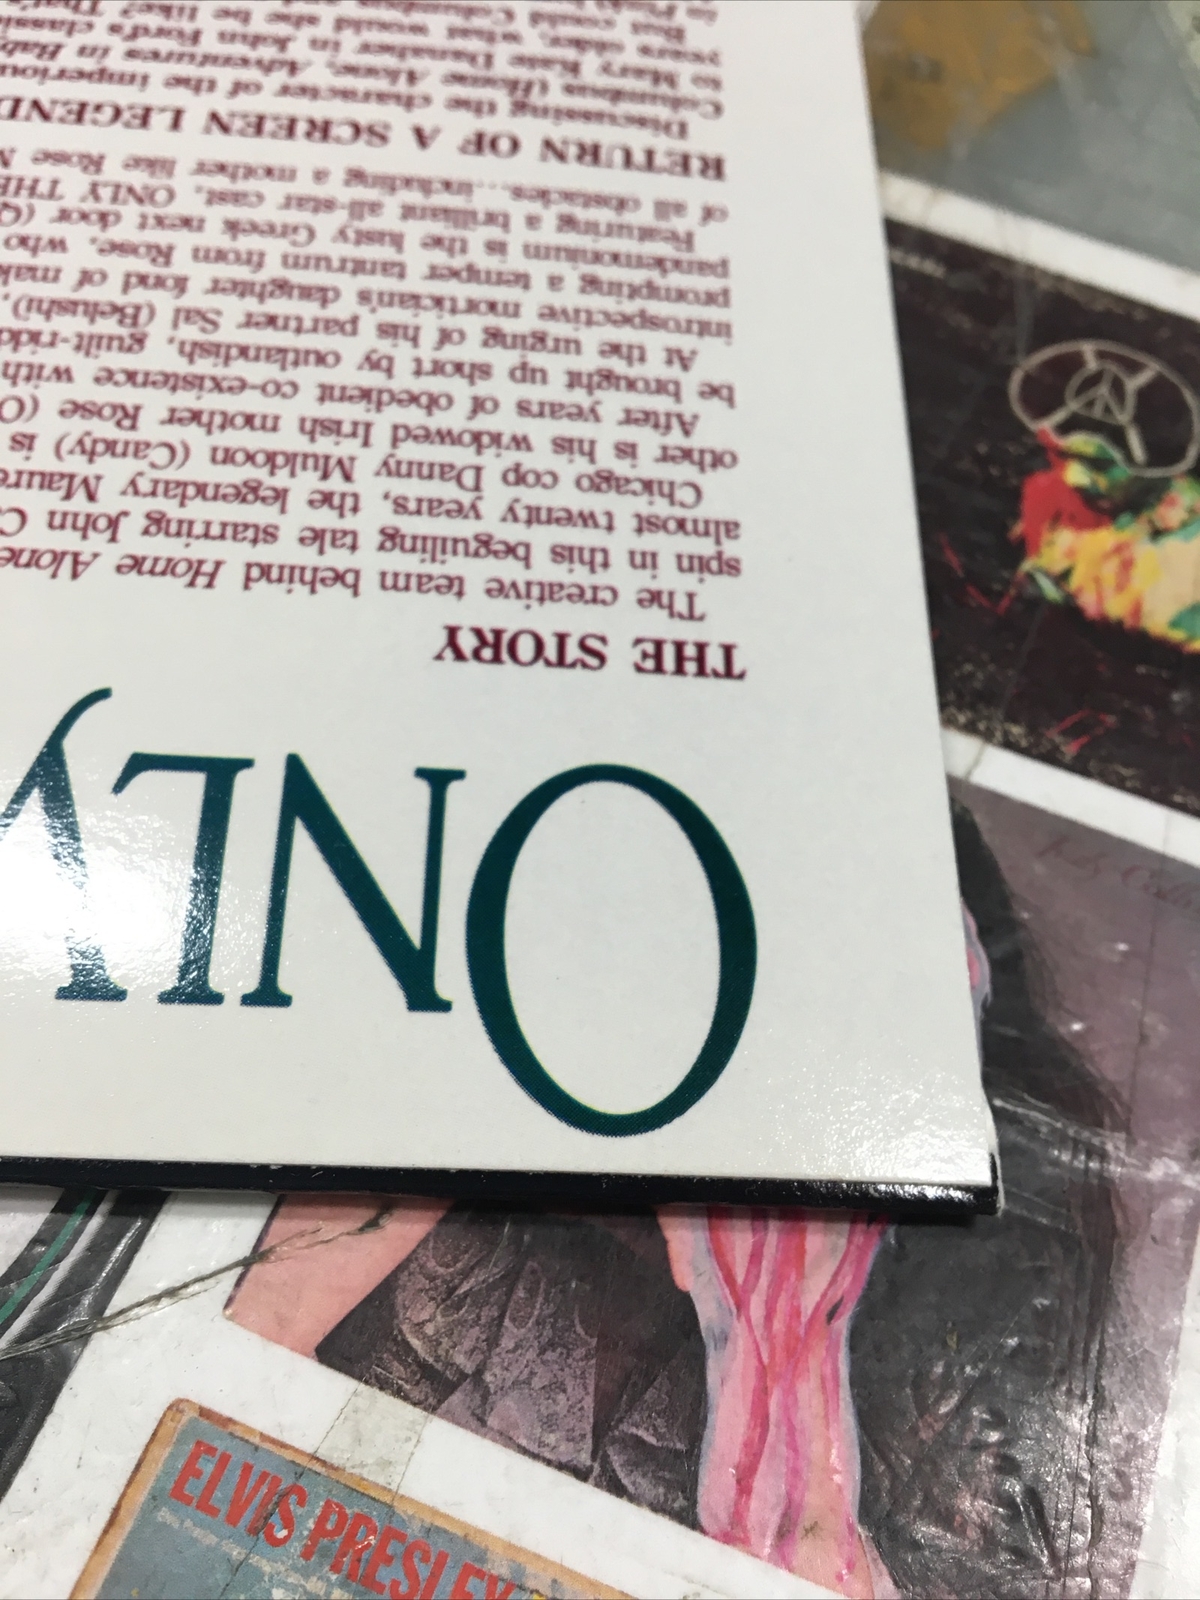 ONLY
THE STORY
The creative team behind Home Alone
spin in this beguiling tale starring John
almost twenty years, the legendary
Chicago cop Danny Muldoon (Candy) is
other is his widowed Irish mother Rose
After years of obedient co-existence with
be brought up short by outlandish,
At the urging of his partner Sal (Belushi),
introspective mortician's daughter fond of
prompting a temper tantrum from Rose, who
pandemonium is the lusty Greek next door
Featuring a brilliant all-star cast, ONLY THE
of all obstacles...including a mother like Rose
RETURN OF A SCREEN LEGEND
Discussing the character of the imperious
Columbus (Home Alone, Adventures in
to Mary Kate Danaher in John Ford's
years older, what would she be like? That's
But could Columbus
ELVIS PRESLEY